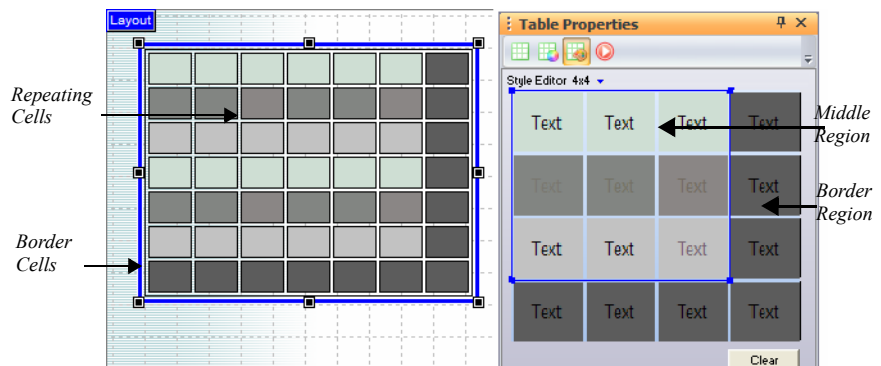 Layout
Repeating
Cells
Border
Cells
Table Properties
Style Editor 4x4
Text Text Text Text
Text Text Text Text
Text Text Text Text
Text Text Text Text
Clear
Middle
Region
Border
Region